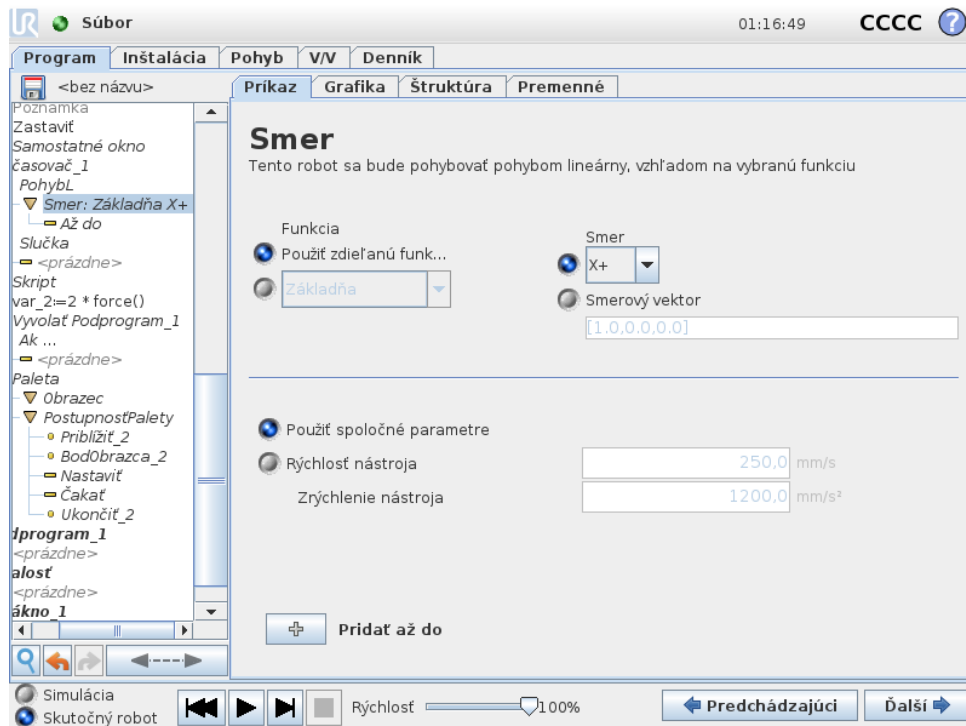 UR Súbor 01:16:49 CCCC ?
Program Inštalácia Pohyb V/V Denník
<bez názvu>
Príkaz Grafika Štruktúra Premenné
Poznámka
Zastaviť
Samostatné okno
časovač_1
PohybL
Smer: Základňa X+
Až do
Slučka
<prázdne>
Skript
var_2:=2 * force()
Vyvolať Podprogram_1
Ak ...
<prázdne>
Paleta
Obrazec
PostupnosťPalety
Priblížiť_2
BodObrazca_2
Nastaviť
Čakať
Ukončiť_2
dprogram_1
<prázdne>
alosť
<prázdne>
ákno_1
Smer
Tento robot sa bude pohybovať pohybom lineárny, vzhľadom na vybranú funkciu
Funkcia
Použiť zdieľanú funk...
Základňa
Smer
X+
Smerový vektor
[1.0,0.0,0.0]
Použiť spoločné parametre
Rýchlosť nástroja 250,0 mm/s
Zrýchlenie nástroja 1200,0 mm/s²
Pridať až do
Simulácia
Skutočný robot
Rýchlosť 100%
Predchádzajúci
Ďalší